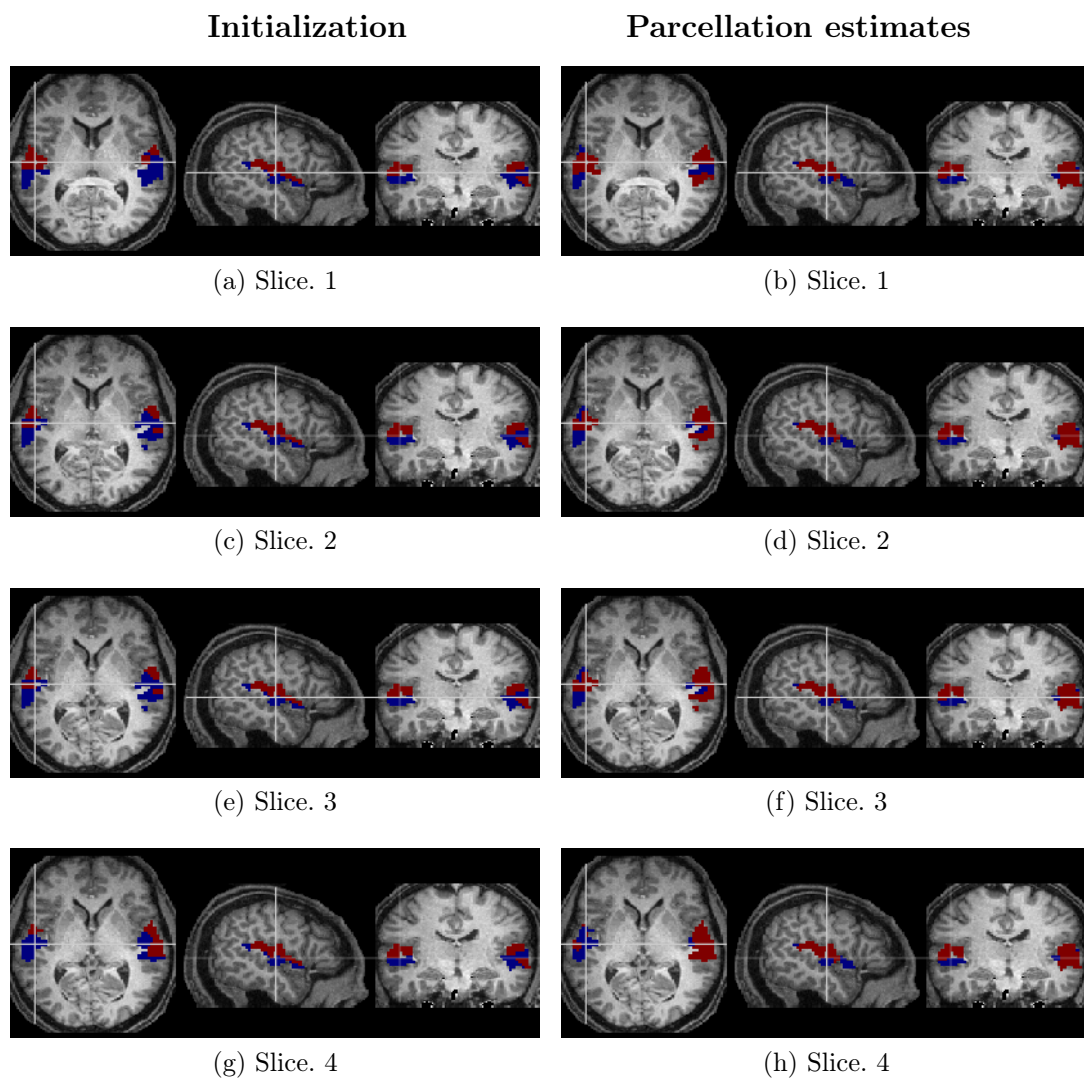 Initialization
Parcellation estimates
(a) Slice. 1
(b) Slice. 1
(c) Slice. 2
(d) Slice. 2
(e) Slice. 3
(f) Slice. 3
(g) Slice. 4
(h) Slice. 4